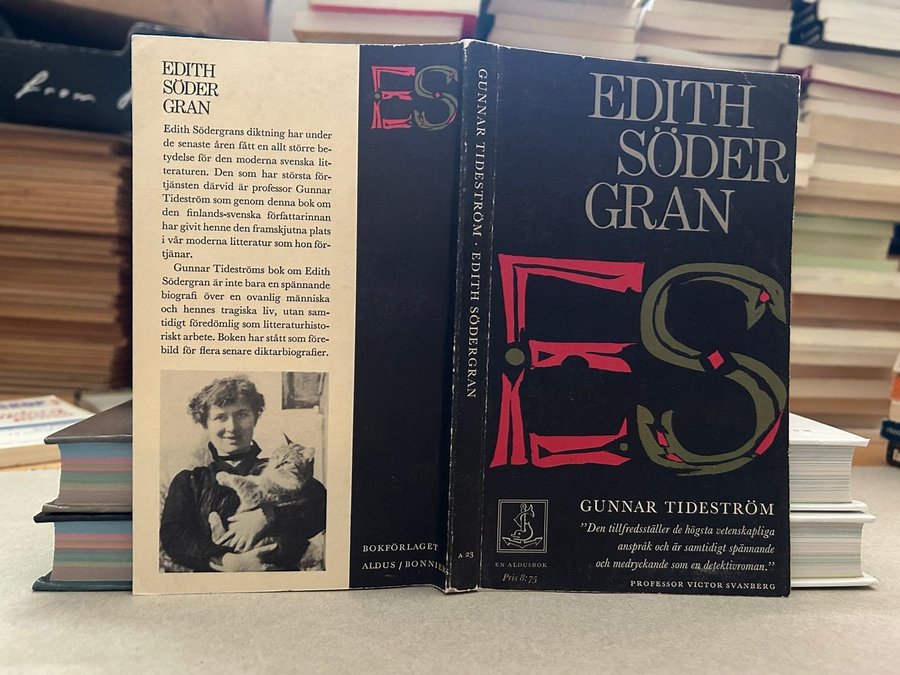 from
EDITH
SÖDER
GRAN
Edith Södergrans diktning har under
de senaste åren fått en allt större be-
tydelse för den moderna svenska lit-
teraturen. Den som har största för-
tjänsten därvid är professor Gunnar
Tideström som genom denna bok om
den finlands-svenska författarinnan
har givit henne den framskjutna plats
i vår moderna litteratur som hon för-
tjänar.
Gunnar Tideströms bok om Edith
Södergran är inte bara en spännande
biografi över en ovanlig människa
och hennes tragiska liv, utan sam-
tidigt föredömlig som litteraturhisto-
riskt arbete. Boken har stått som före-
bild för flera senare diktarbiografier.
ES
BOKFÖRLAGET
ALDUS / BONNIERS
GUNNAR TIDESTRÖM · EDITH SÖDERGRAN
A 23
EDITH
SÖDER
GRAN
ES
GUNNAR TIDESTRÖM
"Den tillfredsställer de högsta vetenskapliga
anspråk och är samtidigt spännande
och medryckande som en detektivroman."
PROFESSOR VICTOR SVANBERG
EN ALDUSBOK
Pris 8:75